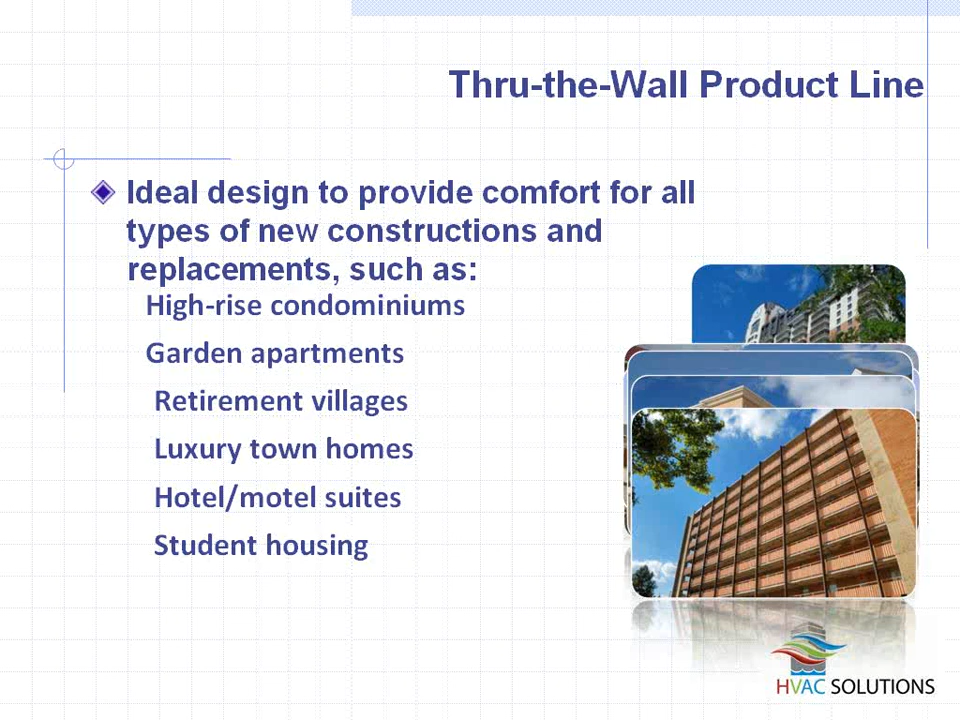 Thru-the-Wall Product Line
Ideal design to provide comfort for all
types of new constructions and
replacements, such as:
High-rise condominiums
Garden apartments
Retirement villages
Luxury town homes
Hotel/motel suites
Student housing
HVAC SOLUTIONS